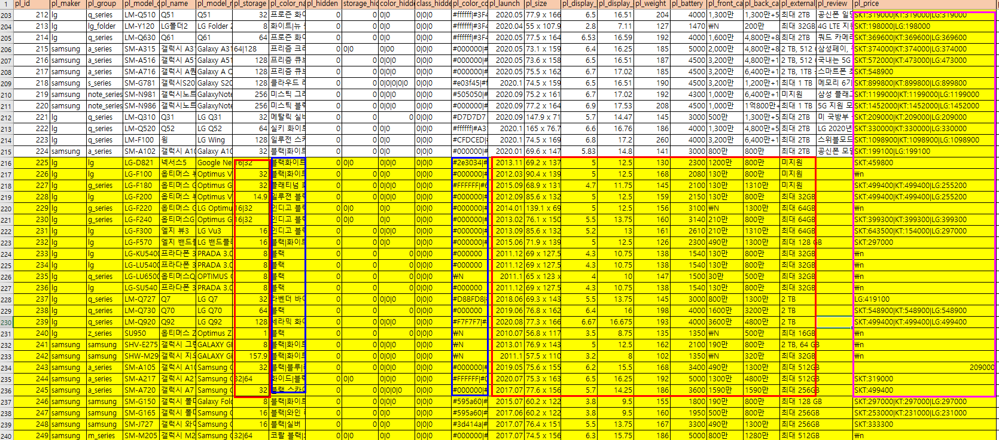 1 pl_id pl_maker pl_group pl_model_c pl_name pl_model_n pl_storage pl_color_na pl_hidden storage_hid color_hidde class_hidde pl_color_co pl_launch pl_size pl_display_ pl_display_ pl_weight pl_battery pl_front_ca pl_back_ca pl_external pl_review pl_price
203 212 lg q_series LM-Q510 Q51 Q51 8 프로즌 화이 0 0 0|0|0 0|0|0 #ffffff|#3F4 2020.05 77.9 x 166 6.5 16.51 204 4000 1,300만 1,300만+5 최대 2TB 공신폰 일 SKT:319000|KT:319000|LG:319000
204 213 lg lg_folder LM-Y120 LG폴더2 LG Folder 2 8 화이트|뉴 0 0 0|0 0|0|0 #ffffff|#3F4 2020.04 55 x 107.9 2.8 7.11 127 1470 ₩N 200만 최대 32GB 4G LTE 지원 SKT:198000|LG:198000
205 214 lg q_series LM-Q630 Q61 Q61 64 프로즌 화이 0 0 0|0|0 0|0|0 #ffffff|#3F4 2020.05 77.5 x 164 6.53 16.59 192 4000 1,600만 4,800만+8 최대 2TB 쿼드 카메라 SKT:369600|KT:369600|LG:369600
206 215 samsung a_series SM-A315 갤럭시 A31 Galaxy A31 64|128 프리즘 크 0 0|0 0|00 0|0|0 #000000|# 2020.05 73.1 x 159 6.4 16.25 185 5000 2,000만 4,800만+8 2 TB, 512 G 삼성페이, SKT:374000|KT:374000|LG:374000
207 216 samsung a_series SM-A516 갤럭시 A51 Galaxy A51 128 프리즘 큐브 0 0 0|0|0 0|0|0 #000000|# 2020.05 73.6 x 158 6.5 16.51 187 4500 3,200만 4,800만+1 2 TB, 512 G 국내는 5G SKT:572000|KT:473000|LG:473000
208 217 samsung a_series SM-A716 갤럭시 A퀀 Galaxy A Q 128 프리즘 큐브 0 0 0|0|0 0|0|0 #000000|# 2020.05 75.5 x 162 6.7 17.02 185 4500 3,200만 6,400만+1 2 TB, 1TB 스마트폰 최 SKT:548900
209 218 samsung s_series SM-G781 갤럭시S20 Galaxy S20 128 클라우드 0 0 0|0|0|0|0 0|0|0 #e03f45|#f 2020.1 74.5 x 159 6.5 16.51 190 4500 3,200만 1,200만+1 최대 1 TB 메모리 6기 SKT:899800|KT:899800|LG:899800
210 219 samsung note_series SM-N981 갤럭시노트 GalaxyNote 256 미스틱 그 0 0 0|0|0 0|0|0 #505050|# 2020.09 75.2 x 161 6.7 17.02 192 4300 1,000만 6,400만+1 미지원 삼성 플래그 SKT:1199000|KT:1199000|LG:1199000
211 220 samsung note_series SM-N986 갤럭시노트 GalaxyNote 256 미스틱 블 0 0 0|0|0 0|0|0 #000000|# 2020.09 77.2 x 164 6.9 17.53 208 4500 1,000만 1억800만+ 최대 1 TB 5G 지원 모 SKT:1452000|KT:1452000|LG:1452000
212 221 lg q_series LM-Q310 Q31 LG Q31 32 메탈릭 실버 0 0 0 0|0|0 #D7D7D7 2020.09 147.9 x 71 5.7 14.47 145 3000 500만 1,300만+5 최대 2TB 미 국방부 SKT:209000|KT:209000|LG:209000
213 222 lg q_series LM-Q520 Q52 LG Q52 64 실키 화이트 0 0 0|0 0|0|0 #ffffff|#A3 2020.1 165 x 76.7 6.6 16.76 186 4000 1,300만 4,800만+5 최대 2TB LG 2020년 SKT:330000|KT:330000|LG:330000
214 223 lg q_series LM-F100 윙 LG Wing 128 일루전 스카 0 0 0|0 0|0|0 #CFDCED|# 2020.1 74.5 x 169 6.8 17.2 260 4000 3,200만 6,400만+1 최대 2TB 스위블모드 SKT:1098900|KT:1098900|LG:1098900
215 224 samsung a_series SM-A102 갤럭시 A10 Galaxy A10 32 블랙|화이트 0 0 0|0 0|0|0 #000000|# 2020.01 69.6 x 147 5.83 14.8 141 3000 800만 800만 최대 2TB 공신폰 모델 SKT:199100|LG:199100
216 225 lg lg LG-D821 넥서스5 Google Ne 16|32 블랙화이트 0 0|0 0|0|0 0|0|0 #2e3034|# 2013.11 69.2 x 137 5 12.5 130 2300 1200만 800만 미지원 SKT:459800
217 226 lg lg LG-F100 옵티머스 뷰 Optimus V 32 블랙|화이트 0 0 0|0 0|0|0 #000000|# 2012.03 90.4 x 139 5 12.5 168 2080 130만 800만 미지원 ₩n
218 227 lg g_series LG-F180 옵티머스 G Optimus G 32 블래티넘 화 0 0 0|0 0|0|0 #FFFFFF|#6 2015.09 68.9 x 131 4.7 11.75 145 2100 130만 1310만 미지원 SKT:499400|KT:499400|LG:255200
219 228 lg lg LG-F200 옵티머스 뷰 Optimus V 14.9 일루젼 블랙 0 0 0|0 0|0|0 #000000|# 2012.09 85.6 x 132 5 12.5 159 2150 130만 800만 최대 32GB SKT:499400|KT:499400|LG:255200
220 229 lg g_series LG-F220 옵티머스 G LG Optimu 16|32 인디고 블랙 0 0|0 0|0 0|0|0 #000000|# 2014.01 139.1 x 69 5 12.5 156 3100 ₩N 1300만 최대 64GB ₩n
221 230 lg g_series LG-F240 옵티머스G Optimus G 16|32 인디고 블랙 0 0|0 0|0 0|0|0 #000000|# 2013.02 76.1 x 150 5.5 13.75 160 3140 210만 800만 최대 64GB SKT:399300|KT:399300|LG:399300
222 231 lg lg LG-F300 엘지 뷰3 LG Vu3 16 인디고 블랙 0 0 0|0 0|0|0 #000000|# 2013.09 85.6 x 132 5.2 13 161 2610 210만 1310만 최대 64GB SKT:643500|KT:154000|LG:297000
223 232 lg lg LG-F570 엘지 밴드플 LG 밴드플 16 블랙|화이트 0 0 0|0 0|0|0 #000000|# 2015.06 71.9 x 139 5 12.5 126 2300 490만 1300만 최대 128 GB SKT:297000
224 233 lg lg LG-KU5400 프라다폰 3 PRADA 3.0 8 블랙 0 0 0 0|0|0 #000000 2011.12 69 x 127.5 4.3 10.75 138 1540 130만 800만 최대 32GB ₩n
225 234 lg lg LG-LU5400 프라다폰 3 PRADA 3.0 8 블랙 0 0 0 0|0|0 #000000 2011.12 69 x 127.5 4.3 10.75 138 1540 130만 800만 최대 32GB ₩n
226 235 lg q_series LG-LU6500 옵티머스Q OPTIMUS 8 블랙 0 0 0 0|0|0 ₩N 2011.1 65 x 123 x 4 10 147 1500 30만 500만 최대 32GB ₩n
227 236 lg lg LG-SU540 프라다폰 3 PRADA 3.0 8 블랙 0 0 0 0|0|0 #000000 2011.12 69 x 127.5 4.3 10.75 138 1540 130만 800만 최대 32GB ₩n
228 237 lg q_series LM-Q727 Q7 LG Q7 32 라벤더 바이 0 0 0|0|0 0|0|0 #D8BFD8|# 2018.06 69.3 x 143 5.5 13.75 145 3000 800만 1300만 2 TB LG:419100
229 238 lg q_series LM-Q730 Q70 LG Q70 64 블랙 0 0 0 0|0|0 #000000 2019.06 76.8 x 162 6.4 16 198 4000 1600만 3200만 2 TB SKT:548900|KT:548900|LG:548900
230 239 lg q_series LM-Q920 Q92 LG Q92 128 세라믹 화이 0 0 0|0|0 0|0|0 #F7F7F7|# 2020.08 77.3 x 166 6.67 16.675 193 4000 3600만 4800만 2 TB SKT:499400|KT:499400|LG:499400
231 240 lg z_series SU950 옵티머스 Z Optimus Z 1 블랙 0 0 0 0|0|0 ₩N 2010.07 56.8 x 117 3.5 8.75 135 1350 ₩N 500만 최대 16GB ₩n
232 241 samsung samsung SHV-E275 갤럭시 그랜 GALAXY G 8 블랙|화이트 0 0 0|0 0|0|0 ₩N 2013.01 76.9 x 143 5 12.5 162 2100 190만 800만 2 TB, 64 GB ₩n
233 242 samsung samsung SHW-M29 갤럭시 지오 GALAXY Gi 157.9 블랙|화이트 0 0 0|0 0|0|0 ₩N 2011.1 57.5 x 110 3.2 8 102 1350 ₩N 320만 최대 32GB ₩n
234 243 samsung a_series SM-A105 갤럭시 A10 Samsung G 32 블랙|블루| 0 0 0|0|0 0|0|0 #000000|# 2019.05 75.6 x 155 6.2 15.5 168 3400 490만 1300만 최대 512GB 209000
235 244 samsung a_series SM-A217 갤럭시 A21 Samsung G 32|64 화이드|블랙 0 0|0 0|0|0 0|0|0 #FFFFFF|#0 2020.07 75.3 x 163 6.5 16.25 192 5000 1300만 4800만 최대 512GB SKT:319000
236 245 samsung a_series SM-A720 갤럭시 A7 Samsung G 32 블랙 스카이 0 0 0|0|0|0 0|0|0 #000000|# 2017.07 77.6 x 156 5.7 14.25 186 3600 1590만 1590만 최대 256GB SKT:499400
237 246 samsung samsung SM-G150 갤럭시 폴더 Galaxy Fol 8 블랙|화이트 0 0 0|0 0|0|0 #595a60|# 2015.07 60.2 x 122 3.8 9.5 155 1800 190만 800만 최대 128 GB SKT:297000|KT:297000|LG:297000
238 247 samsung samsung SM-G165 갤럭시 폴더 Samsung G 16 블랙|와인 0 0 0|0 0|0|0 #595a60|# 2017.06 60.2 x 122 3.8 9.5 160 1950 500만 800만 최대 256GB SKT:253000|KT:231000|LG:231000
239 248 samsung samsung SM-J727 갤럭시 와이 Samsung G 16 블랙|실버 0 0 0|0 0|0|0 #3d414a|# 2017.07 76.4 x 151 5.5 13.75 167 3300 490만 1300만 최대 256GB SKT:333300
240 249 samsung m_series SM-M205 갤럭시 M2 Samsung G 32|64 코랄 블랙| 0 0|0 0|0 0|0|0 #000000|# 2017.07 74.5 x 156 6.3 15.75 186 5000 800만 1280만 최대 512GB ₩n